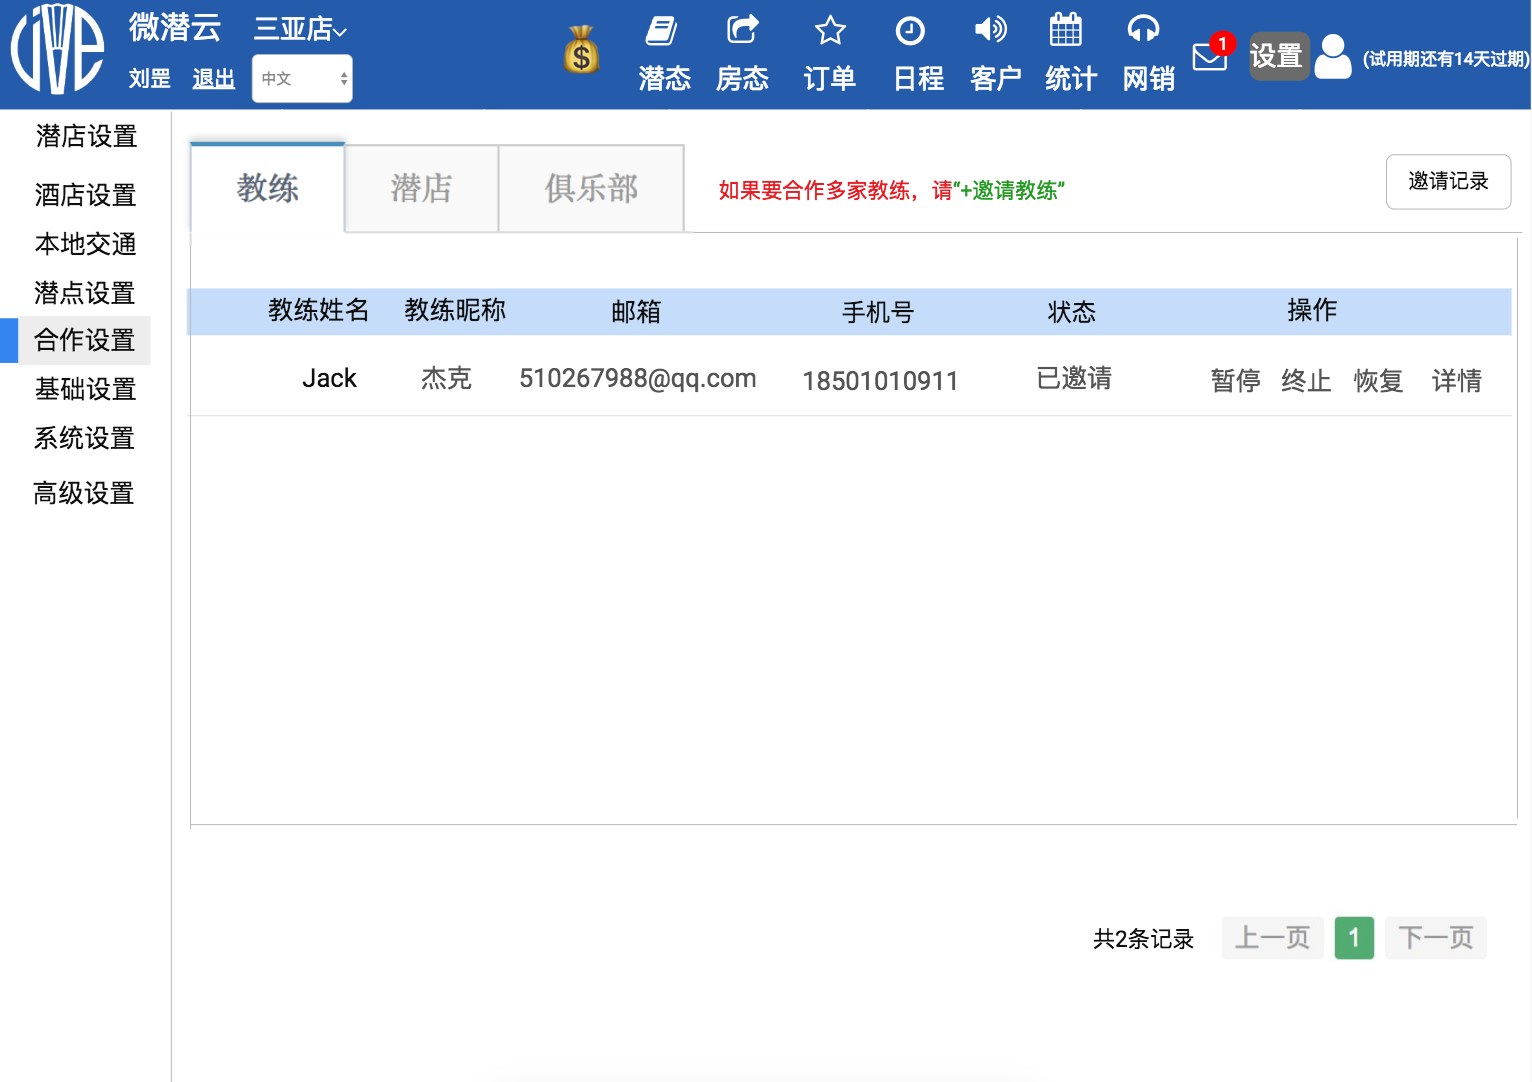 DIVE
微潜云 三亚店
刘罡 退出 中文
$
潜态 房态 订单 日程 客户 统计 网销
1
设置
(试用期还有14天过期)
潜店设置
酒店设置
本地交通
潜点设置
合作设置
基础设置
系统设置
高级设置
教练 潜店 俱乐部
如果要合作多家教练，请“+邀请教练”
邀请记录
教练姓名 教练昵称 邮箱 手机号 状态 操作
Jack 杰克 510267988@qq.com 18501010911 已邀请 暂停 终止 恢复 详情
共2条记录 上一页 1 下一页